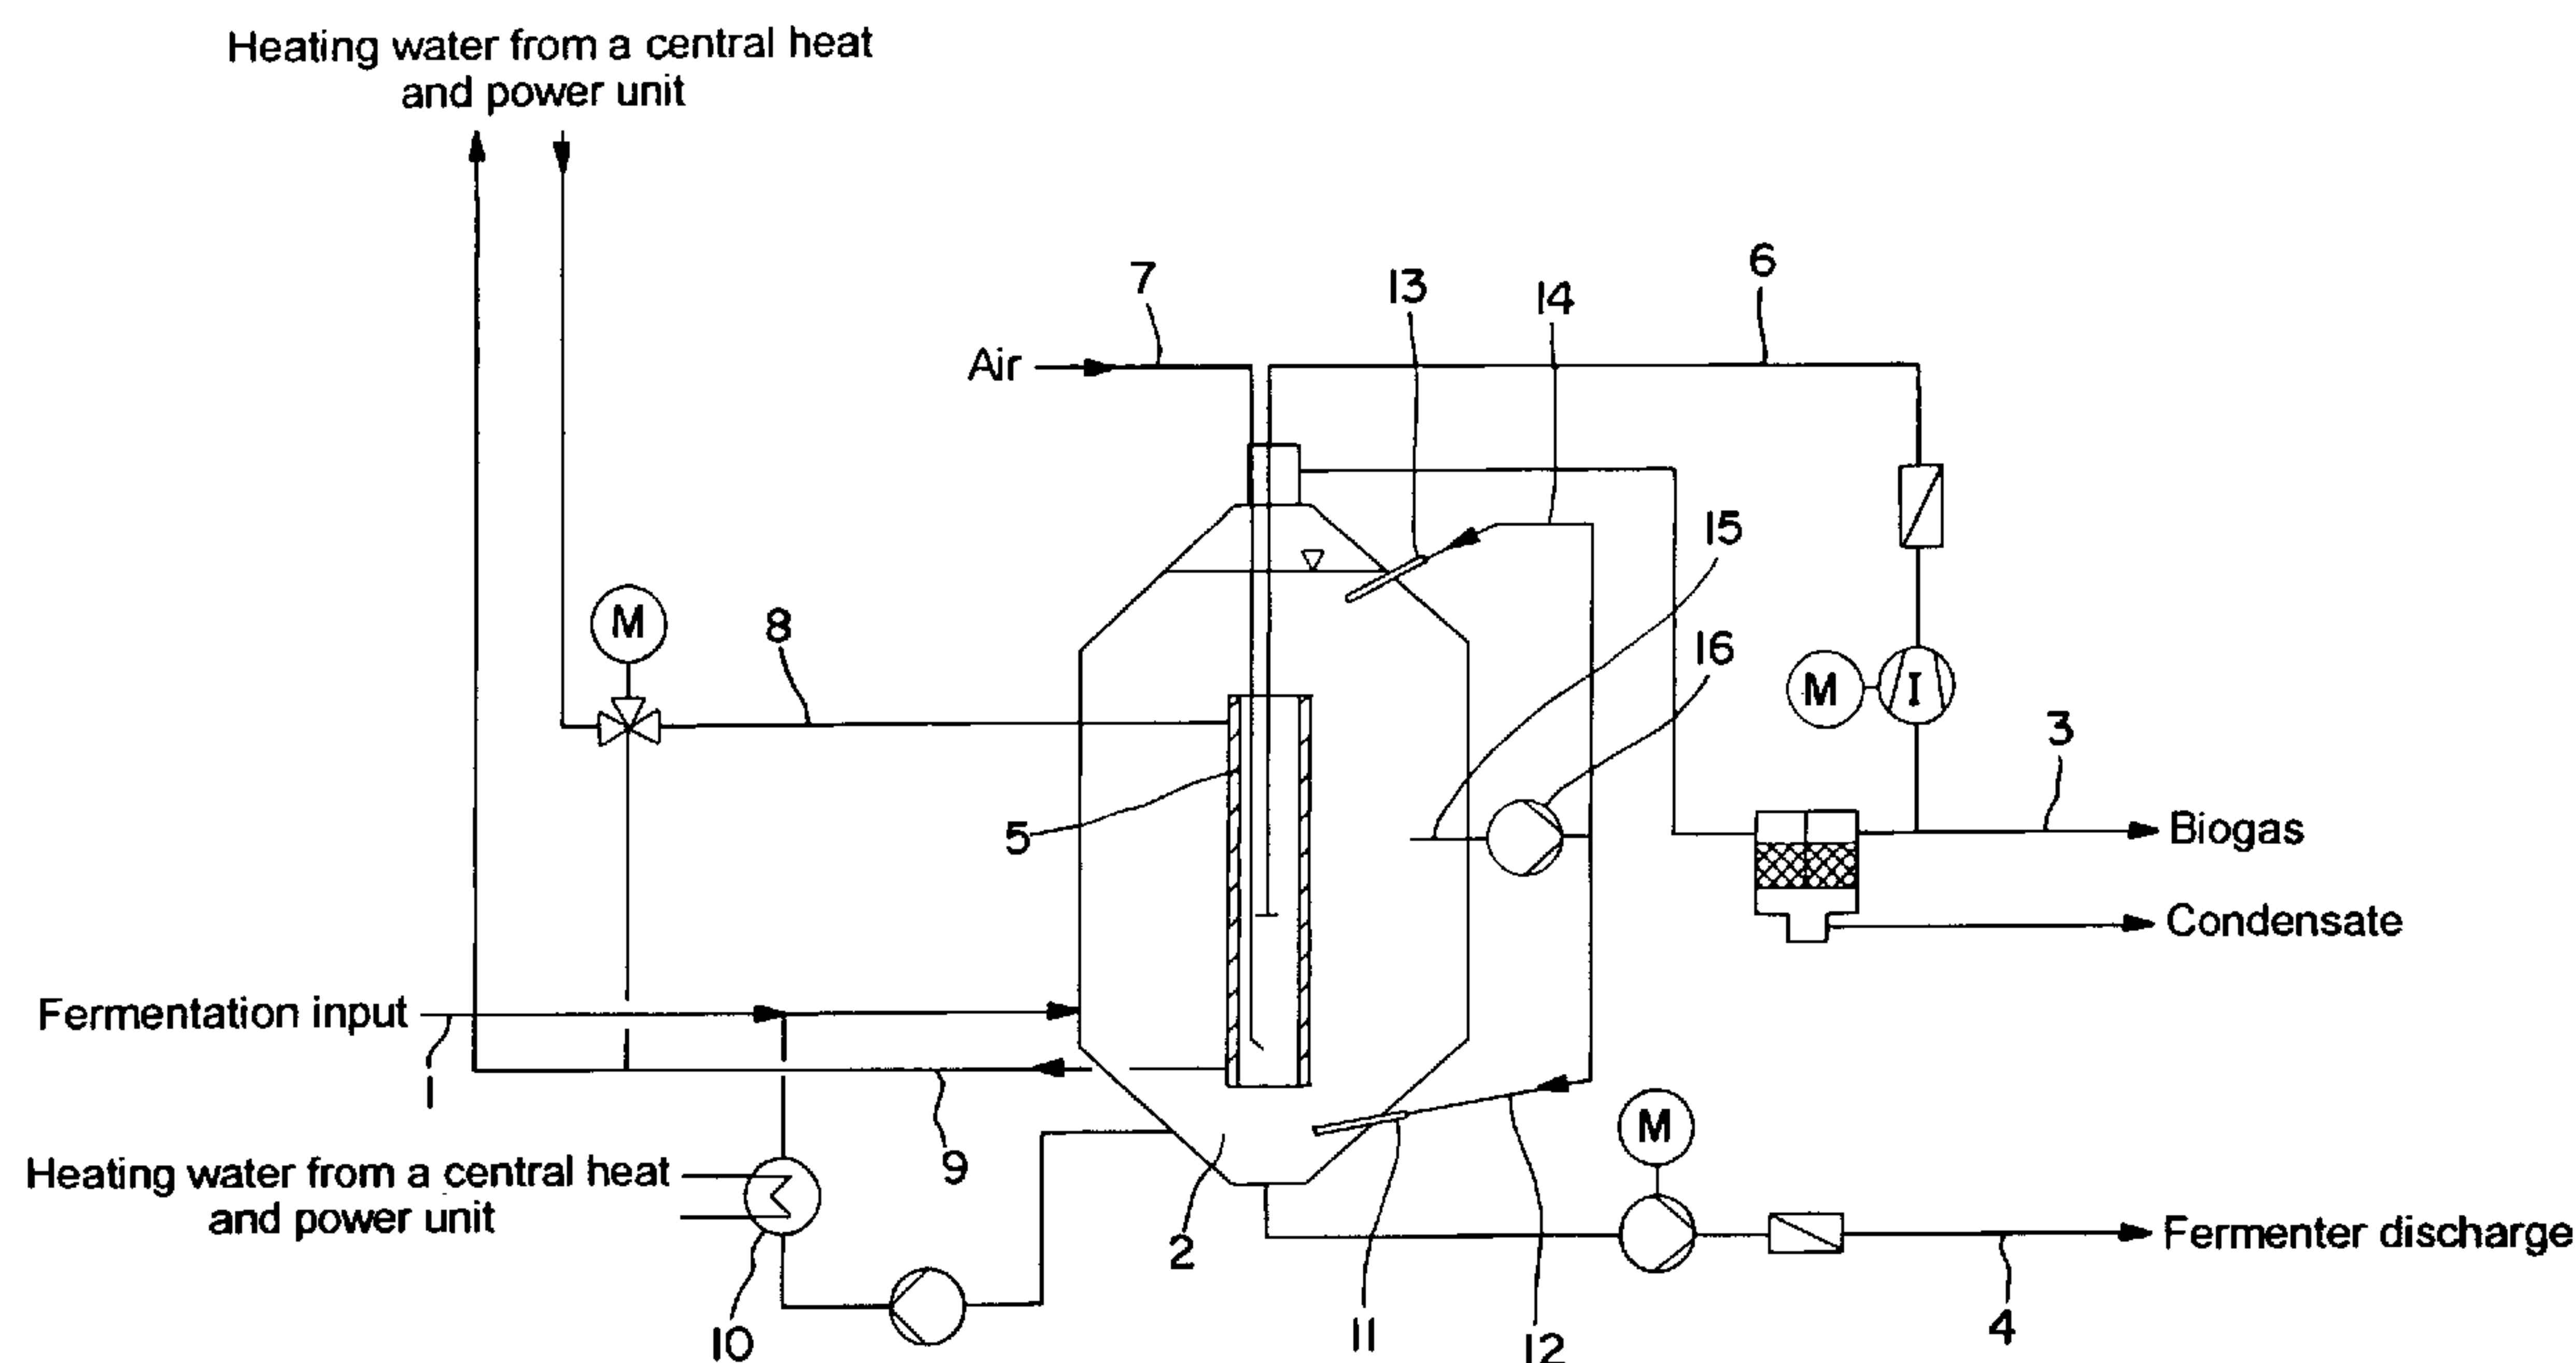 Heating water from a central heat
and power unit
6
7
13
14
Air
15
M
8
16
M
I
3
5
Biogas
Condensate
Fermentation input
1
M
9
Heating water from a central heat
and power unit
2
Fermenter discharge
10
11
12
4